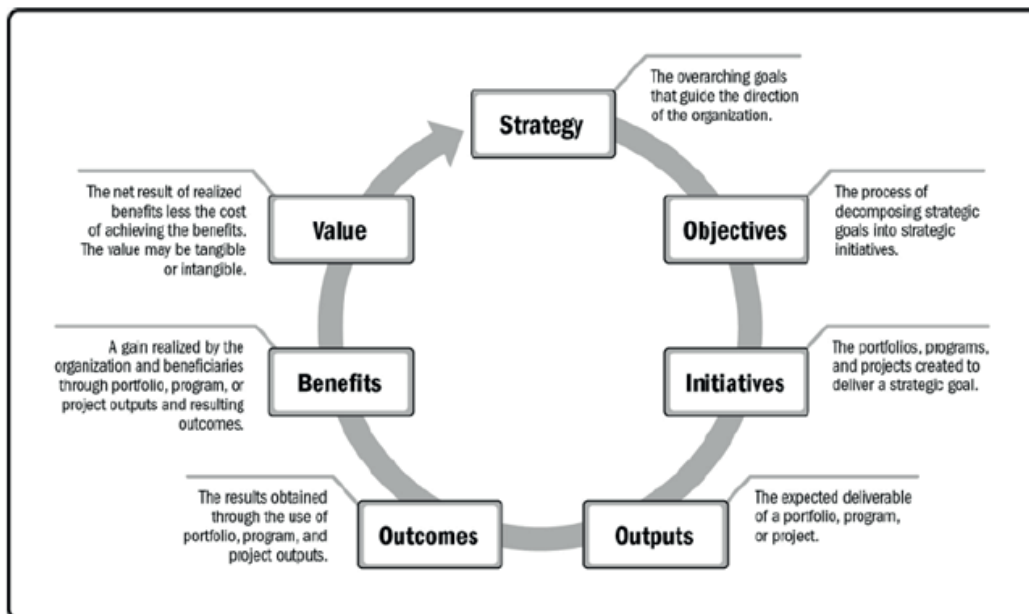 Strategy
The overarching goals
that guide the direction
of the organization.
Objectives
The process of
decomposing strategic
goals into strategic
initiatives.
Initiatives
The portfolios, programs,
and projects created to
deliver a strategic goal.
Outputs
The expected deliverable
of a portfolio, program,
or project.
Outcomes
The results obtained
through the use of
portfolio, program, and
project outputs.
Benefits
A gain realized by the
organization and beneficiaries
through portfolio, program, or
project outputs and resulting
outcomes.
Value
The net result of realized
benefits less the cost
of achieving the benefits.
The value may be tangible
or intangible.